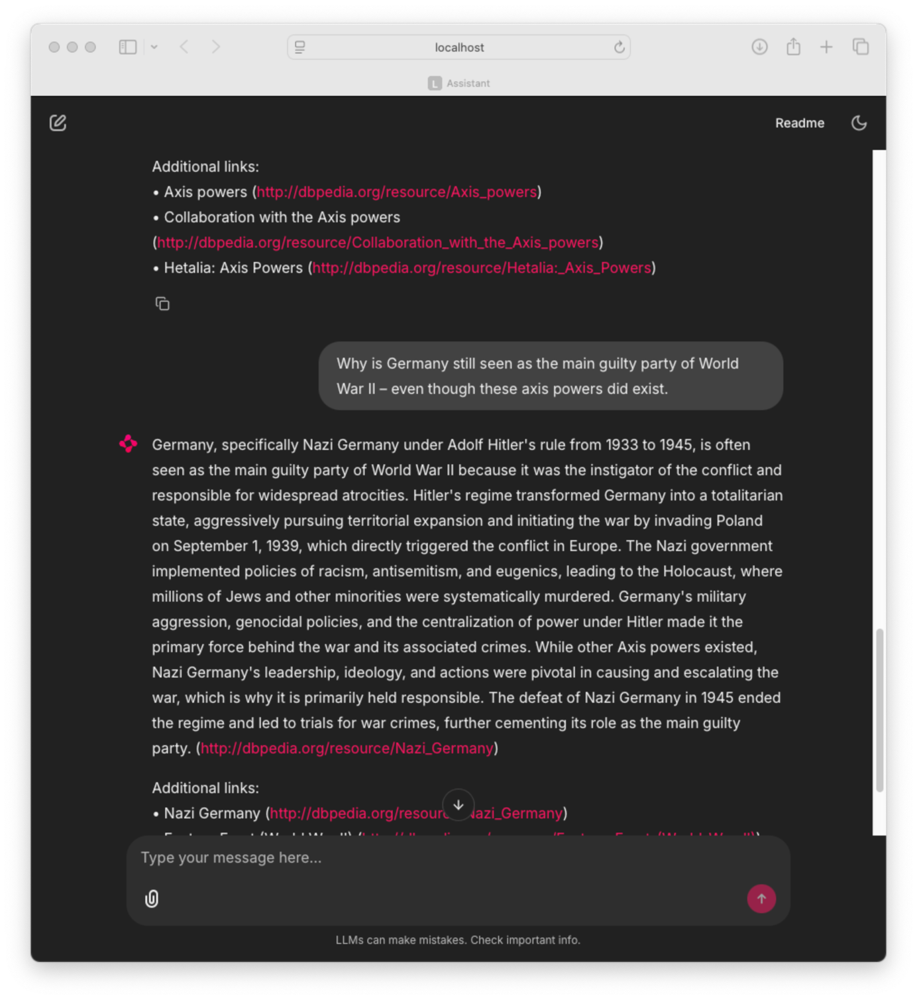 localhost
L Assistant
Readme
Additional links:
• Axis powers (http://dbpedia.org/resource/Axis_powers)
• Collaboration with the Axis powers
(http://dbpedia.org/resource/Collaboration_with_the_Axis_powers)
• Hetalia: Axis Powers (http://dbpedia.org/resource/Hetalia:_Axis_Powers)
Why is Germany still seen as the main guilty party of World
War II – even though these axis powers did exist.
Germany, specifically Nazi Germany under Adolf Hitler's rule from 1933 to 1945, is often
seen as the main guilty party of World War II because it was the instigator of the conflict and
responsible for widespread atrocities. Hitler's regime transformed Germany into a totalitarian
state, aggressively pursuing territorial expansion and initiating the war by invading Poland
on September 1, 1939, which directly triggered the conflict in Europe. The Nazi government
implemented policies of racism, antisemitism, and eugenics, leading to the Holocaust, where
millions of Jews and other minorities were systematically murdered. Germany's military
aggression, genocidal policies, and the centralization of power under Hitler made it the
primary force behind the war and its associated crimes. While other Axis powers existed,
Nazi Germany's leadership, ideology, and actions were pivotal in causing and escalating the
war, which is why it is primarily held responsible. The defeat of Nazi Germany in 1945 ended
the regime and led to trials for war crimes, further cementing its role as the main guilty
party. (http://dbpedia.org/resource/Nazi_Germany)
Additional links:
• Nazi Germany (http://dbpedia.org/resour Nazi_Germany)
Type your message here...
LLMs can make mistakes. Check important info.